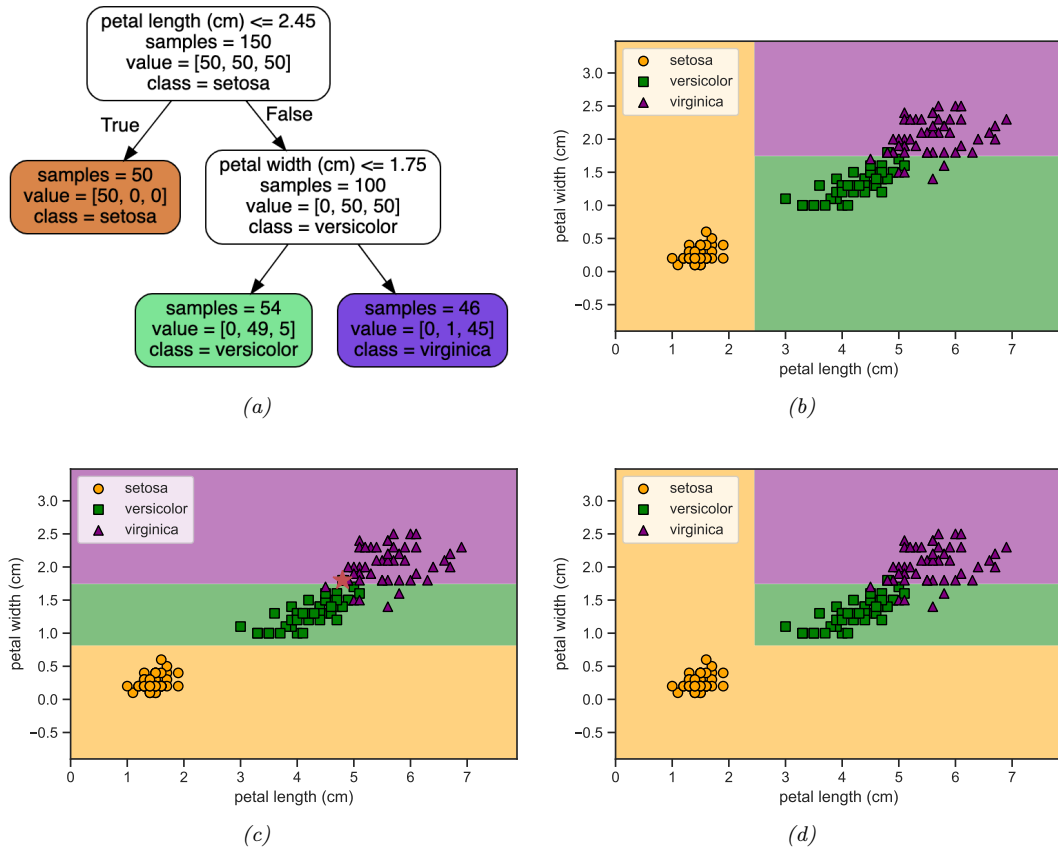 petal length (cm) <= 2.45
samples = 150
value = [50, 50, 50]
class = setosa
True
False
samples = 50
value = [50, 0, 0]
class = setosa
petal width (cm) <= 1.75
samples = 100
value = [0, 50, 50]
class = versicolor
samples = 54
value = [0, 49, 5]
class = versicolor
samples = 46
value = [0, 1, 45]
class = virginica
(a)
setosa
versicolor
virginica
petal width (cm)
3.0
2.5
2.0
1.5
1.0
0.5
0.0
−0.5
0 1 2 3 4 5 6 7
petal length (cm)
(b)
setosa
versicolor
virginica
petal width (cm)
3.0
2.5
2.0
1.5
1.0
0.5
0.0
−0.5
0 1 2 3 4 5 6 7
petal length (cm)
(c)
setosa
versicolor
virginica
petal width (cm)
3.0
2.5
2.0
1.5
1.0
0.5
0.0
−0.5
0 1 2 3 4 5 6 7
petal length (cm)
(d)